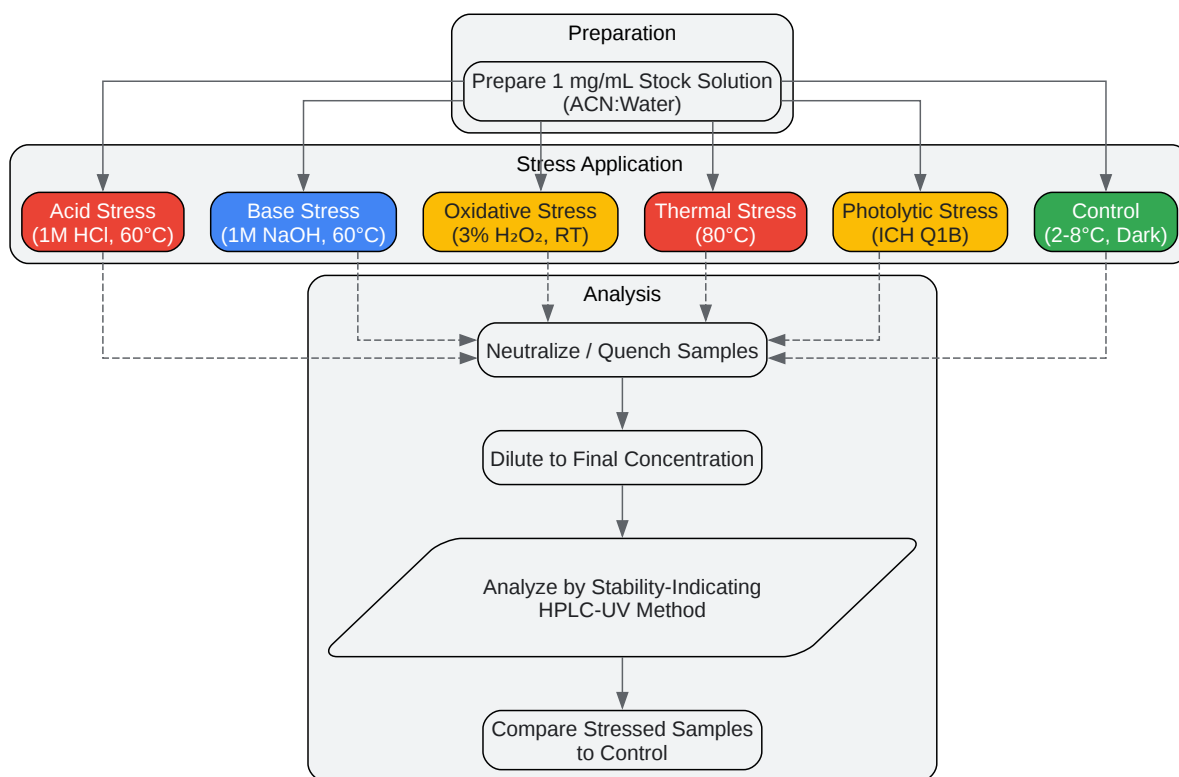 Preparation
Prepare 1 mg/mL Stock Solution
(ACN:Water)
Stress Application
Acid Stress
(1M HCl, 60°C)
Base Stress
(1M NaOH, 60°C)
Oxidative Stress
(3% H₂O₂, RT)
Thermal Stress
(80°C)
Photolytic Stress
(ICH Q1B)
Control
(2-8°C, Dark)
Analysis
Neutralize / Quench Samples
Dilute to Final Concentration
Analyze by Stability-Indicating
HPLC-UV Method
Compare Stressed Samples
to Control